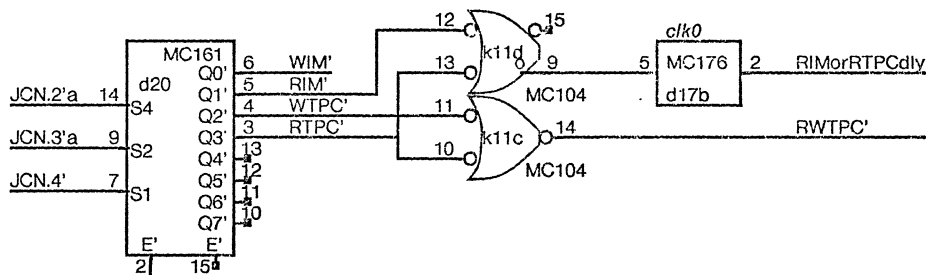 15
12
clk0
MC161
k11d
6
WIM'
13
9
5
MC176
2
RIMorRTPCdly
d20
Q0'
5
RIM'
JCN.2'a
14
Q1'
4
WTPC'
11
MC104
d17b
S4
Q2'
3
RTPC'
k11c
14
RWTPC'
JCN.3'a
9
Q3'
13
10
S2
Q4'
12
MC104
JCN.4'
7
Q5'
11
S1
Q6'
10
Q7'
E'
E'
2
15